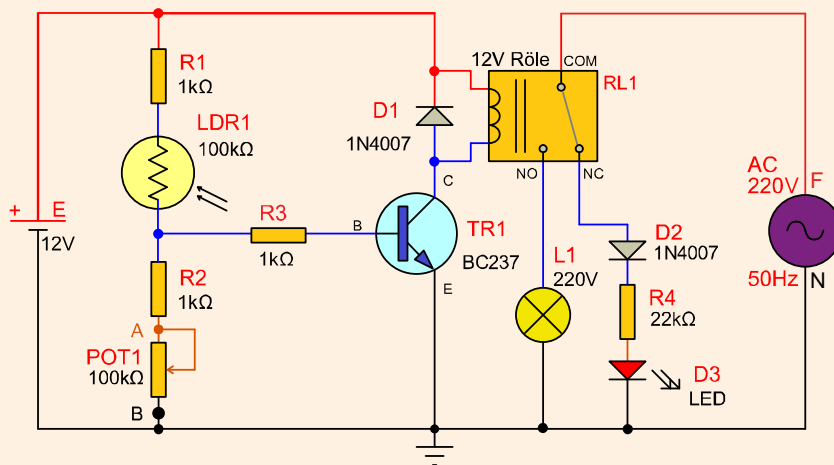 R1
1kΩ
LDR1
100kΩ
+ E
12V
R2
1kΩ
A
POT1
100kΩ
B
R3
1kΩ
D1
1N4007
C
B
E
TR1
BC237
12V Röle
COM
RL1
NO
NC
L1
220V
D2
1N4007
R4
22kΩ
D3
LED
AC
220V
F
50Hz
N